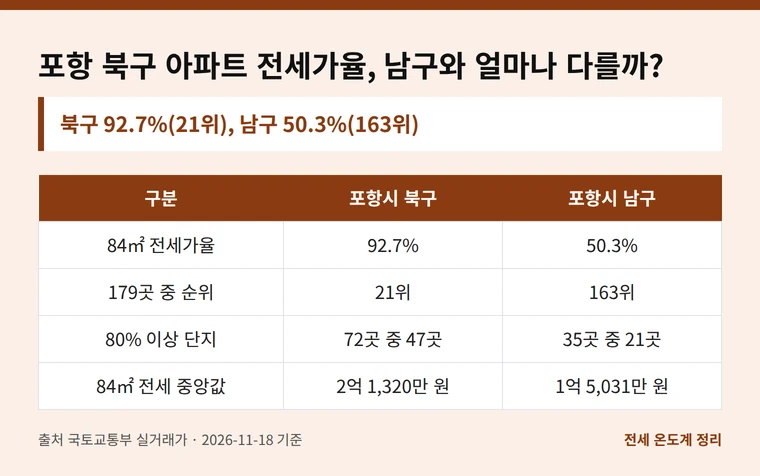 포항 북구 아파트 전세가율, 남구와 얼마나 다를까?
북구 92.7%(21위), 남구 50.3%(163위)
구분 포항시 북구 포항시 남구
84㎡ 전세가율 92.7% 50.3%
179곳 중 순위 21위 163위
80% 이상 단지 72곳 중 47곳 35곳 중 21곳
84㎡ 전세 중앙값 2억 1,320만 원 1억 5,031만 원
출처 국토교통부 실거래가 · 2026-11-18 기준 전세 온도계 정리